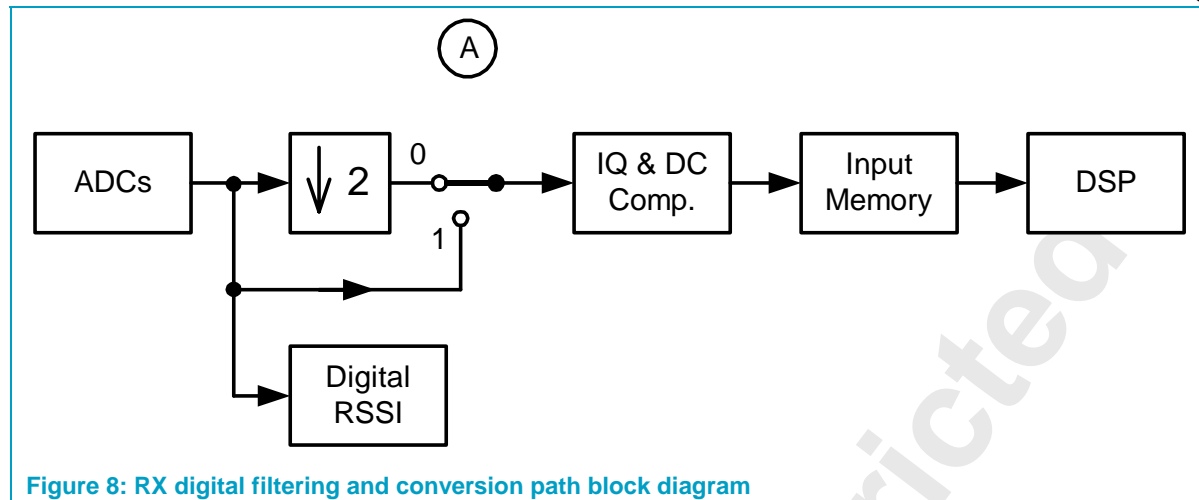 A
ADCs
2
0
1
IQ & DC
Comp.
Input
Memory
DSP
Digital
RSSI
Figure 8: RX digital filtering and conversion path block diagram